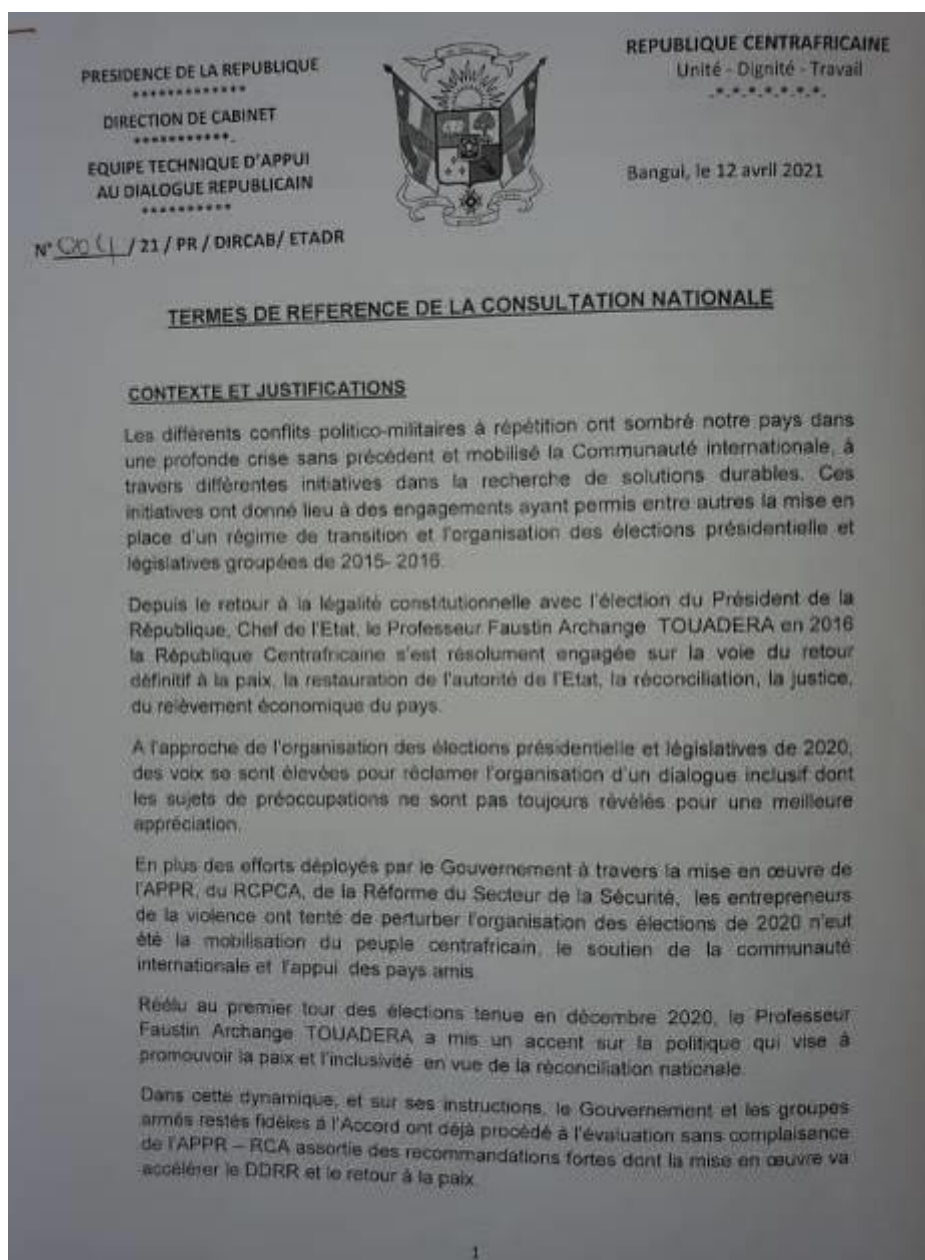 PRESIDENCE DE LA REPUBLIQUE
*************
DIRECTION DE CABINET
***********.
EQUIPE TECHNIQUE D'APPUI
AU DIALOGUE REPUBLICAIN
**********
N° 004 / 21 / PR / DIRCAB/ ETADR
REPUBLIQUE CENTRAFRICAINE
Unité - Dignité - Travail
.*.*.*.*.*.*.*.
Bangui, le 12 avril 2021
TERMES DE REFERENCE DE LA CONSULTATION NATIONALE
CONTEXTE ET JUSTIFICATIONS
Les différents conflits politico-militaires à répétition ont sombré notre pays dans
une profonde crise sans précédent et mobilisé la Communauté internationale, à
travers différentes initiatives dans la recherche de solutions durables. Ces
initiatives ont donné lieu à des engagements ayant permis entre autres la mise en
place d'un régime de transition et l'organisation des élections présidentielle et
législatives groupées de 2015- 2016.
Depuis le retour à la légalité constitutionnelle avec l'élection du Président de la
République, Chef de l'Etat, le Professeur Faustin Archange TOUADERA en 2016
la République Centrafricaine s'est résolument engagée sur la voie du retour
définitif à la paix, la restauration de l'autorité de l'Etat, la réconciliation, la justice,
du relèvement économique du pays.
A l'approche de l'organisation des élections présidentielle et législatives de 2020,
des voix se sont élevées pour réclamer l'organisation d'un dialogue inclusif dont
les sujets de préoccupations ne sont pas toujours révélés pour une meilleure
appréciation.
En plus des efforts déployés par le Gouvernement à travers la mise en œuvre de
l'APPR, du RCPCA, de la Réforme du Secteur de la Sécurité, les entrepreneurs
de la violence ont tenté de perturber l'organisation des élections de 2020 n'eut
été la mobilisation du peuple centrafricain, le soutien de la communauté
internationale et l'appui des pays amis.
Réélu au premier tour des élections tenue en décembre 2020, le Professeur
Faustin Archange TOUADERA a mis un accent sur la politique qui vise à
promouvoir la paix et l'inclusivité en vue de la réconciliation nationale.
Dans cette dynamique, et sur ses instructions, le Gouvernement et les groupes
armés restés fidèles à l'Accord ont déjà procédé à l'évaluation sans complaisance
de l'APPR – RCA assortie des recommandations fortes dont la mise en œuvre va
accélérer le DDRR et le retour à la paix.
1